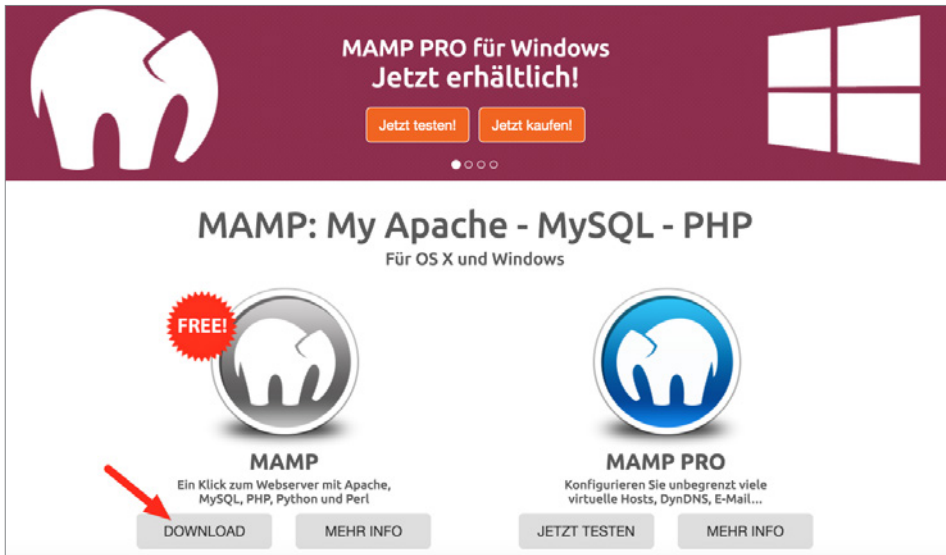 MAMP PRO für Windows
Jetzt erhältlich!
Jetzt testen! Jetzt kaufen!
MAMP: My Apache - MySQL - PHP
Für OS X und Windows
FREE!
MAMP
Ein Klick zum Webserver mit Apache,
MySQL, PHP, Python und Perl
DOWNLOAD MEHR INFO
MAMP PRO
Konfigurieren Sie unbegrenzt viele
virtuelle Hosts, DynDNS, E-Mail...
JETZT TESTEN MEHR INFO